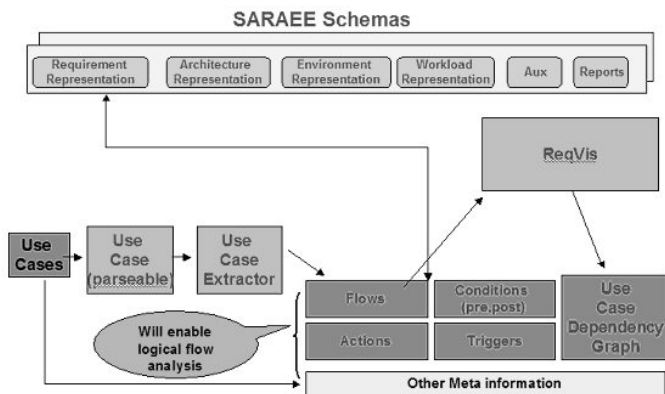 SARAEE Schemas
Requirement
Representation
Architecture
Representation
Environment
Representation
Workload
Representation
Aux
Reports
ReqVis
Use
Cases
Use
Case
(parseable)
Use
Case
Extractor
Flows
Conditions
(pre,post)
Use
Case
Dependency
Graph
Will enable
logical flow
analysis
Actions
Triggers
Other Meta information